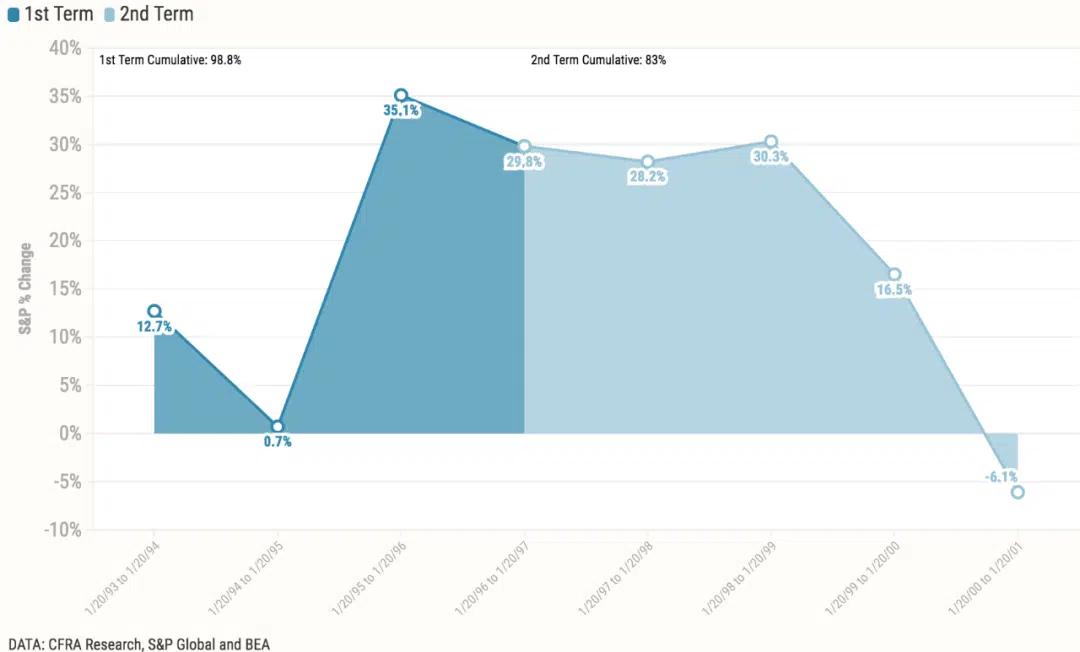 1st Term 2nd Term
40%
1st Term Cumulative: 98.8% 2nd Term Cumulative: 83%
35%
30%
25%
20%
15%
10%
5%
0%
-5%
-10%
S&P % Change
12.7%
0.7%
35.1%
29.8%
28.2%
30.3%
16.5%
-6.1%
1/20/93 to 1/20/94
1/20/94 to 1/20/95
1/20/95 to 1/20/96
1/20/96 to 1/20/97
1/20/97 to 1/20/98
1/20/98 to 1/20/99
1/20/99 to 1/20/00
1/20/00 to 1/20/01
DATA: CFRA Research, S&P Global and BEA